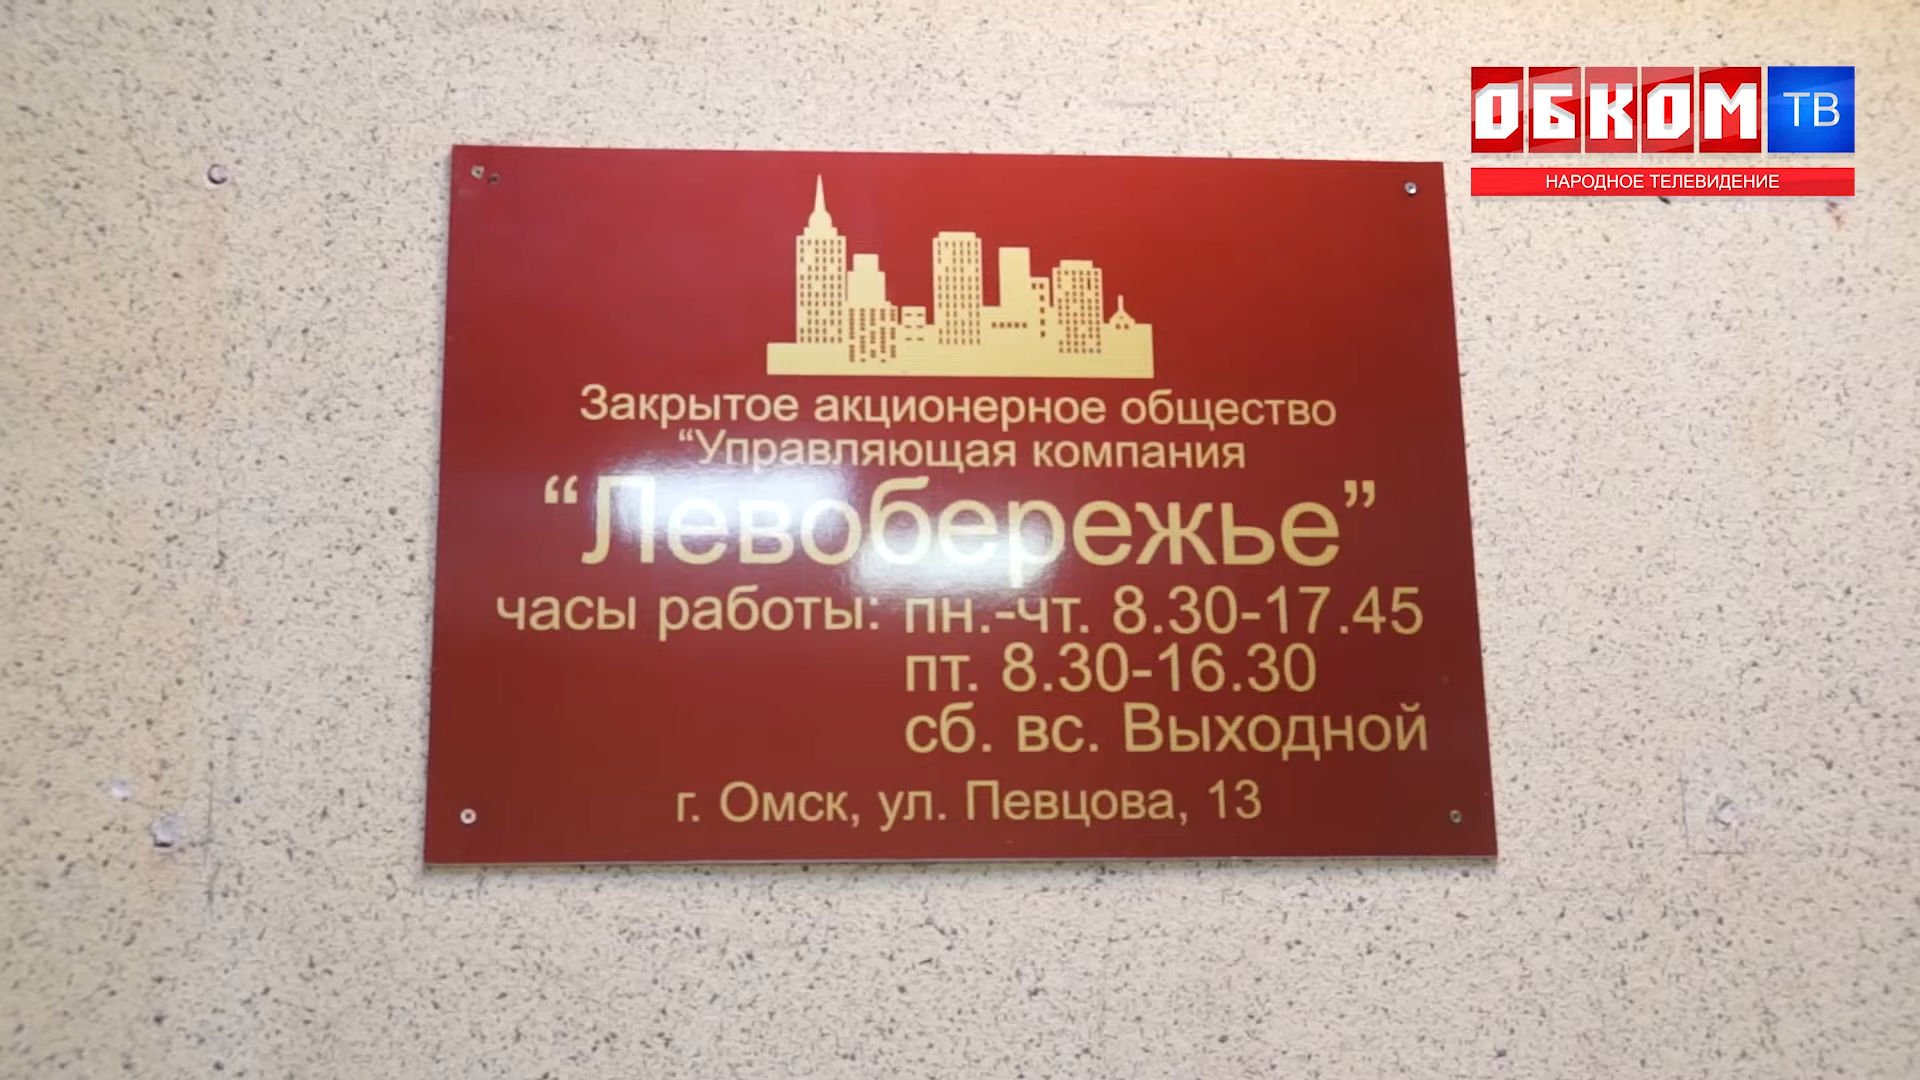 ОБКОМ ТВ
НАРОДНОЕ ТЕЛЕВИДЕНИЕ
Закрытое акционерное общество
“Управляющая компания
“Левобережье”
часы работы: пн.-чт. 8.30-17.45
пт. 8.30-16.30
сб. вс. Выходной
г. Омск, ул. Певцова, 13